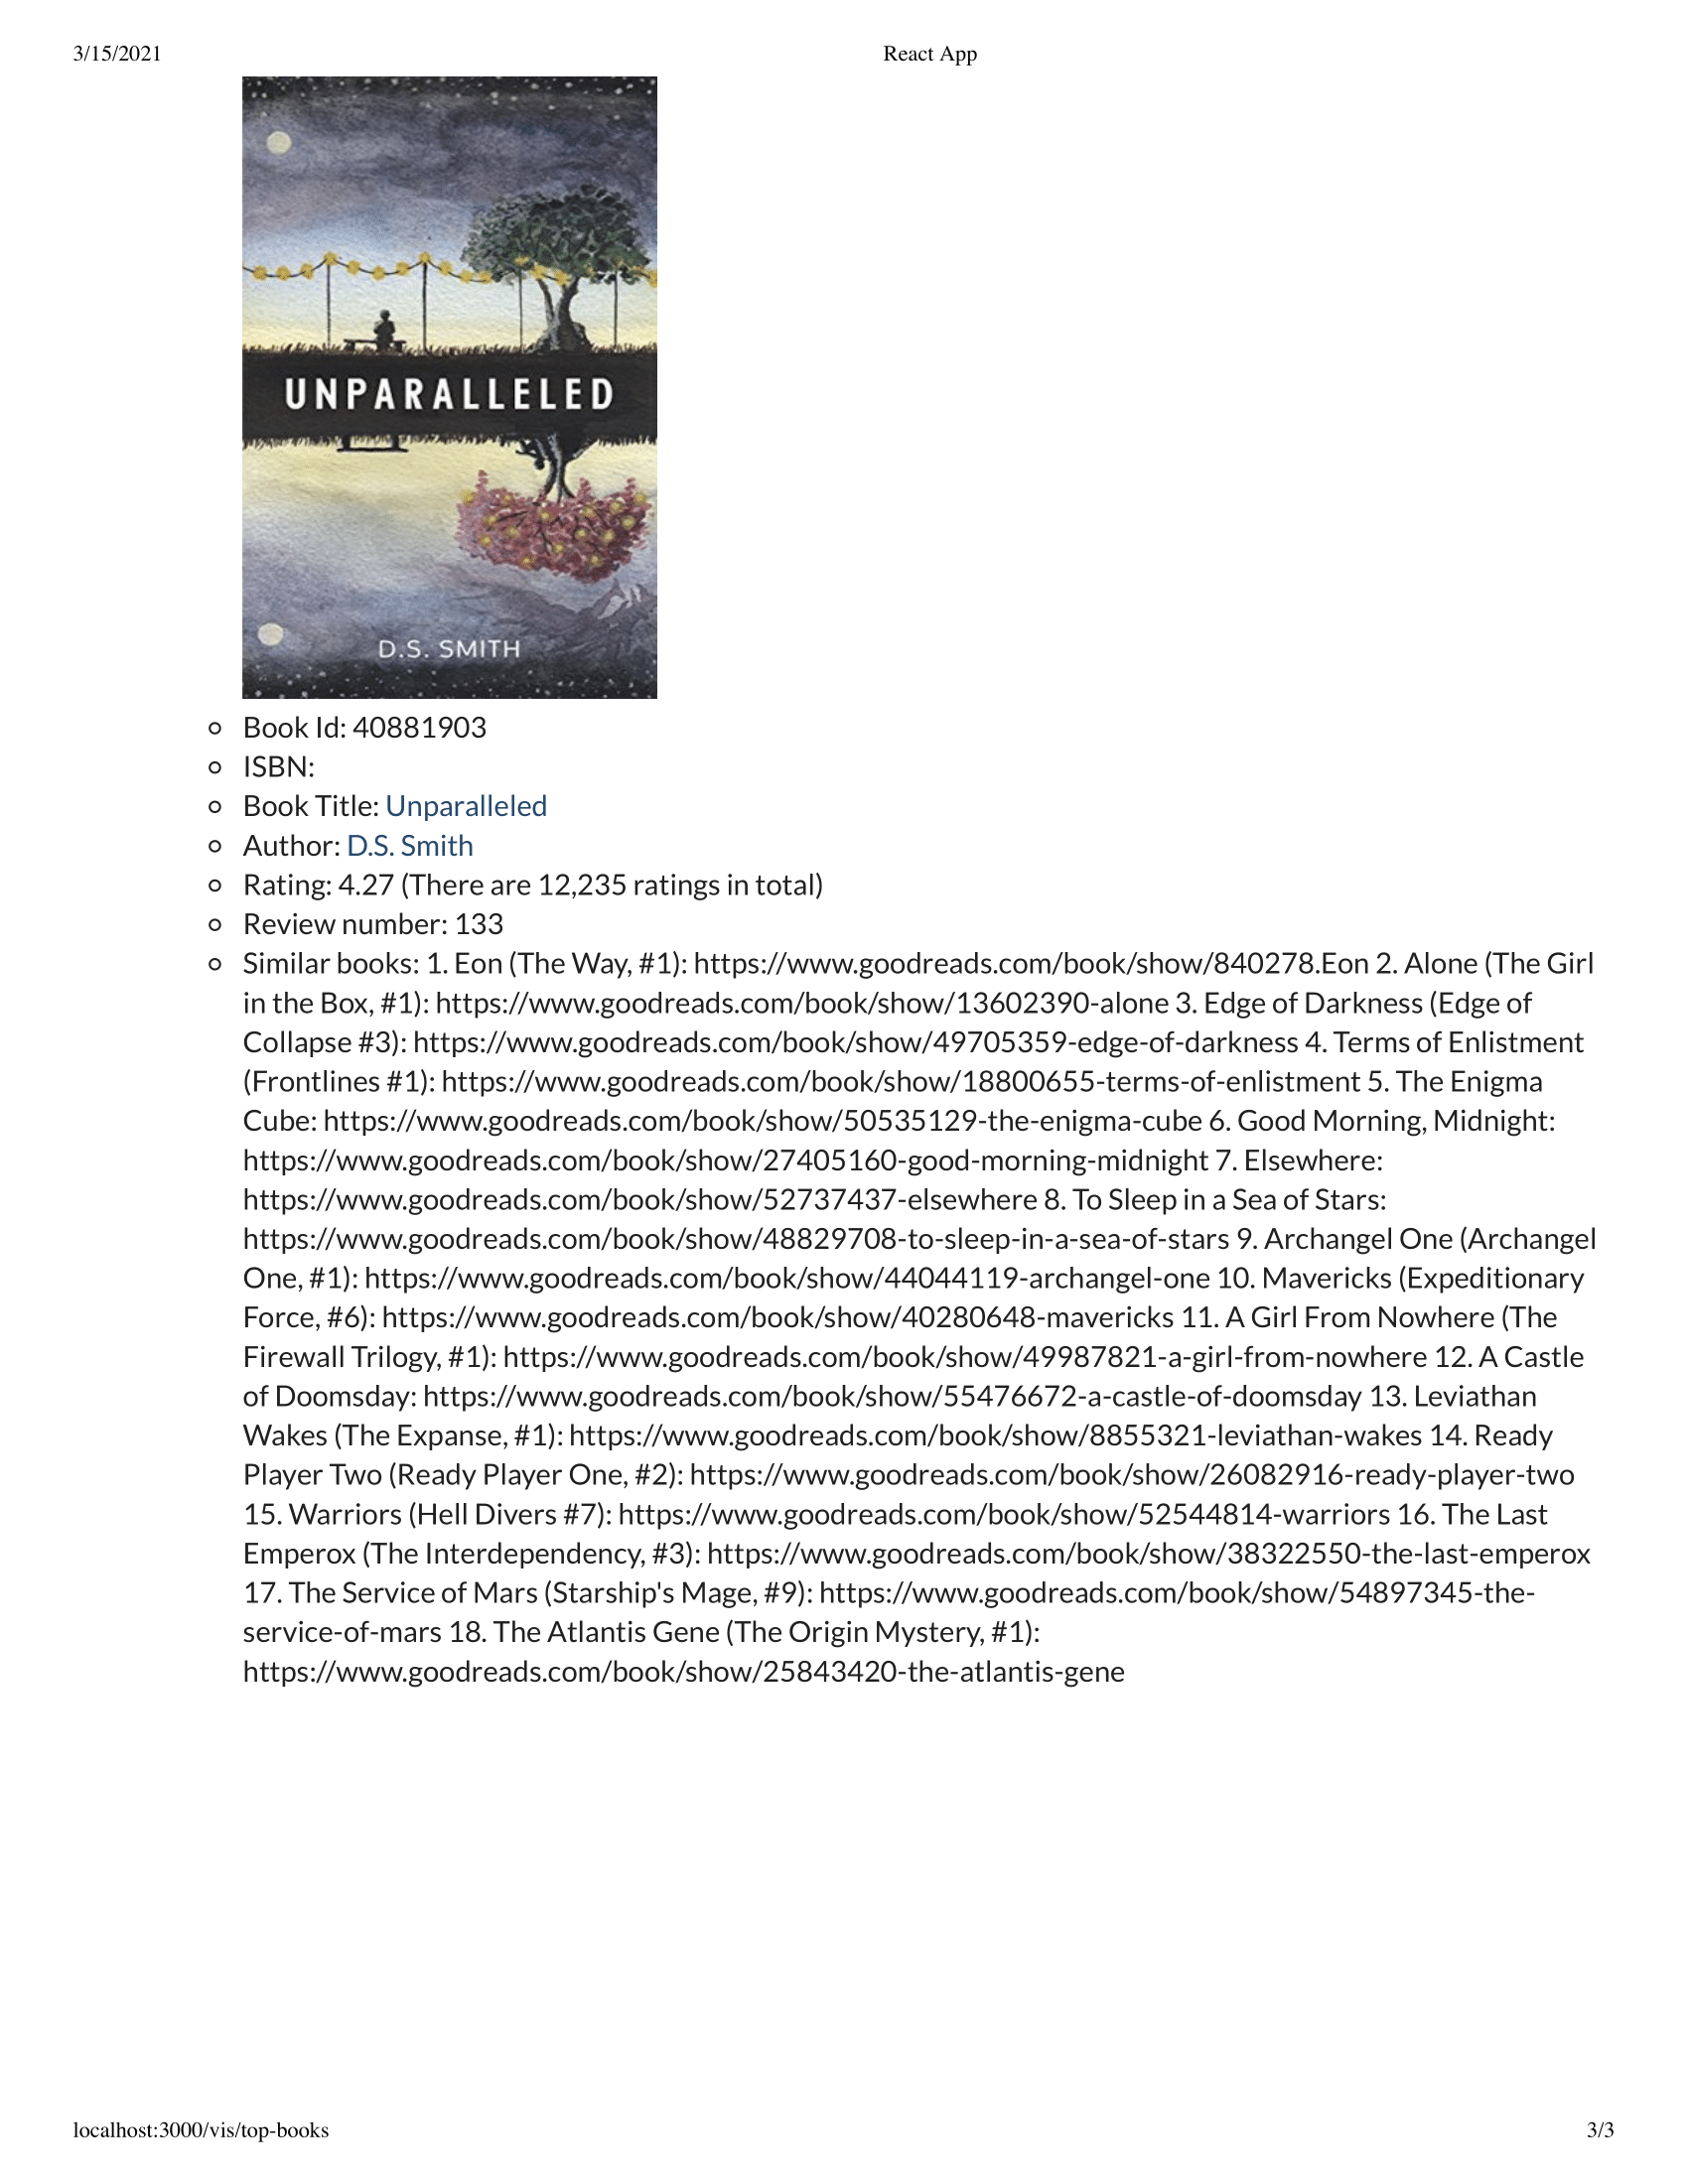 3/15/2021 React App
UNPARALLELED
D.S. SMITH
Book Id: 40881903
ISBN:
Book Title: Unparalleled
Author: D.S. Smith
Rating: 4.27 (There are 12,235 ratings in total)
Review number: 133
Similar books: 1. Eon (The Way, #1): https://www.goodreads.com/book/show/840278.Eon 2. Alone (The Girl
in the Box, #1): https://www.goodreads.com/book/show/13602390-alone 3. Edge of Darkness (Edge of
Collapse #3): https://www.goodreads.com/book/show/49705359-edge-of-darkness 4. Terms of Enlistment
(Frontlines #1): https://www.goodreads.com/book/show/18800655-terms-of-enlistment 5. The Enigma
Cube: https://www.goodreads.com/book/show/50535129-the-enigma-cube 6. Good Morning, Midnight:
https://www.goodreads.com/book/show/27405160-good-morning-midnight 7. Elsewhere:
https://www.goodreads.com/book/show/52737437-elsewhere 8. To Sleep in a Sea of Stars:
https://www.goodreads.com/book/show/48829708-to-sleep-in-a-sea-of-stars 9. Archangel One (Archangel
One, #1): https://www.goodreads.com/book/show/44044119-archangel-one 10. Mavericks (Expeditionary
Force, #6): https://www.goodreads.com/book/show/40280648-mavericks 11. A Girl From Nowhere (The
Firewall Trilogy, #1): https://www.goodreads.com/book/show/49987821-a-girl-from-nowhere 12. A Castle
of Doomsday: https://www.goodreads.com/book/show/55476672-a-castle-of-doomsday 13. Leviathan
Wakes (The Expanse, #1): https://www.goodreads.com/book/show/8855321-leviathan-wakes 14. Ready
Player Two (Ready Player One, #2): https://www.goodreads.com/book/show/26082916-ready-player-two
15. Warriors (Hell Divers #7): https://www.goodreads.com/book/show/52544814-warriors 16. The Last
Emperox (The Interdependency, #3): https://www.goodreads.com/book/show/38322550-the-last-emperox
17. The Service of Mars (Starship's Mage, #9): https://www.goodreads.com/book/show/54897345-the-
service-of-mars 18. The Atlantis Gene (The Origin Mystery, #1):
https://www.goodreads.com/book/show/25843420-the-atlantis-gene
localhost:3000/vis/top-books 3/3